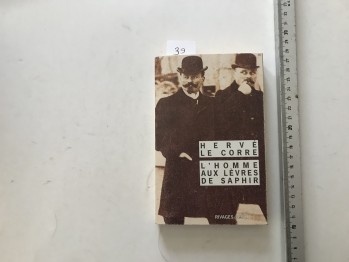 39
HERVÉ
LE CORRE
L'HOMME
AUX LÈVRES
DE SAPHIR
RIVAGES